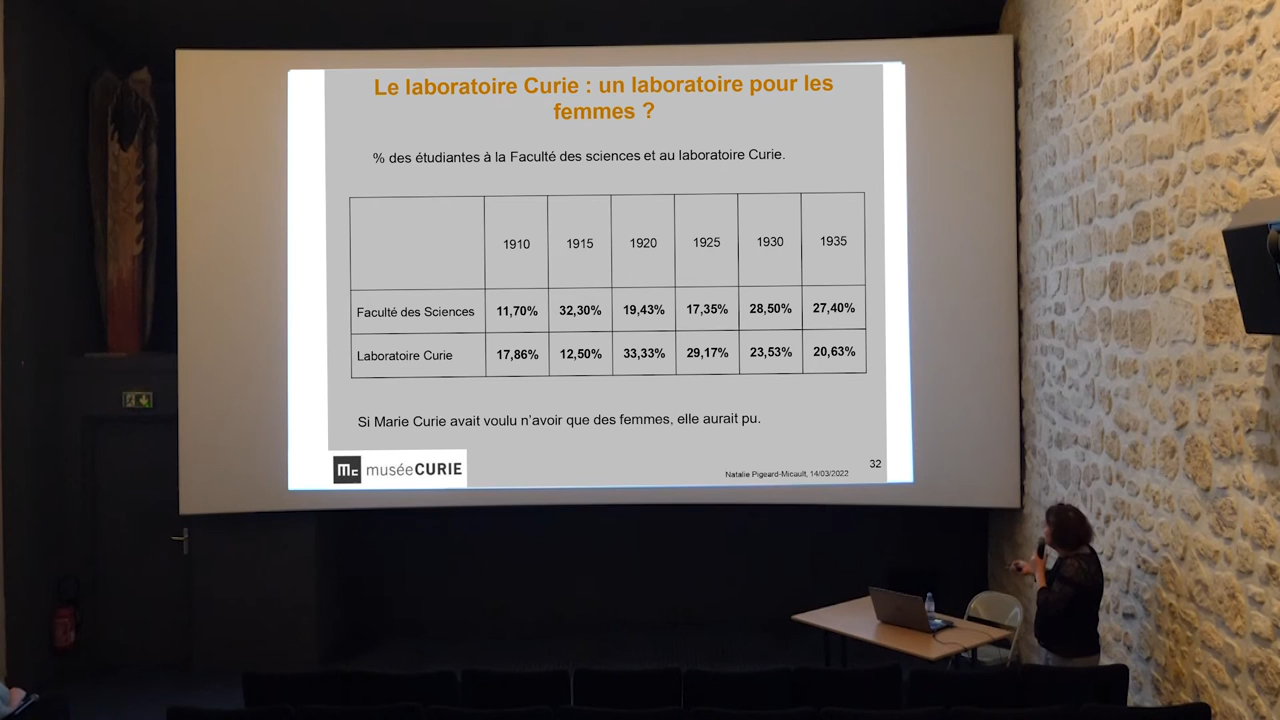 Le laboratoire Curie : un laboratoire pour les
femmes ?
% des étudiantes à la Faculté des sciences et au laboratoire Curie.
1910 1915 1920 1925 1930 1935
Faculté des Sciences 11,70% 32,30% 19,43% 17,35% 28,50% 27,40%
Laboratoire Curie 17,86% 12,50% 33,33% 29,17% 23,53% 20,63%
Si Marie Curie avait voulu n’avoir que des femmes, elle aurait pu.
Mc muséeCURIE
Natalie Pigeard-Micault, 14/03/2022
32